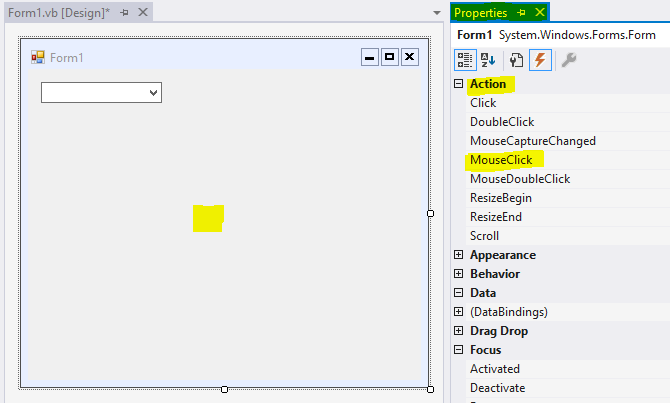 Form1.vb [Design]*
Form1
Properties
Form1 System.Windows.Forms.Form
Action
Click
DoubleClick
MouseCaptureChanged
MouseClick
MouseDoubleClick
ResizeBegin
ResizeEnd
Scroll
Appearance
Behavior
Data
(DataBindings)
Drag Drop
Focus
Activated
Deactivate